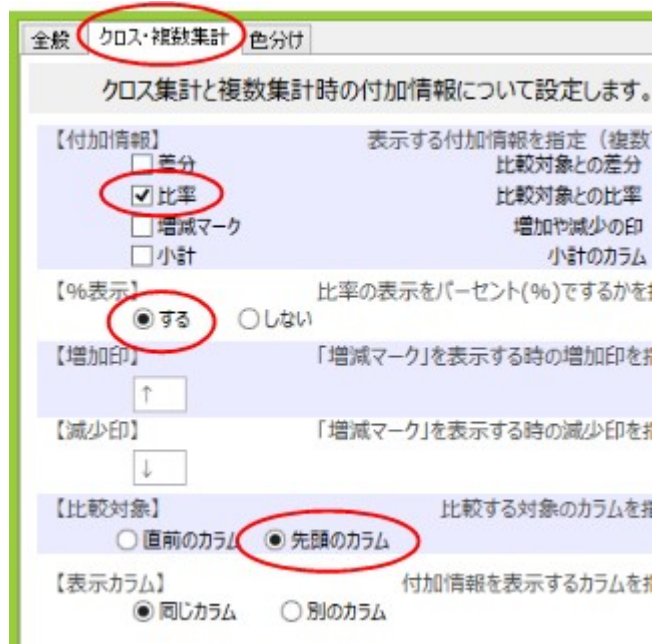 全般 クロス・複数集計 色分け
クロス集計と複数集計時の付加情報について設定します。
【付加情報】 表示する付加情報を指定（複数
差分 比較対象との差分
比率 比較対象との比率
増減マーク 増加や減少の印
小計 小計のカラム
【%表示】 比率の表示をパーセント(%)でするかを
する しない
【増加印】 「増減マーク」を表示する時の増加印を
↑
【減少印】 「増減マーク」を表示する時の減少印を
↓
【比較対象】 比較する対象のカラムを
直前のカラム 先頭のカラム
【表示カラム】 付加情報を表示するカラムを
同じカラム 別のカラム